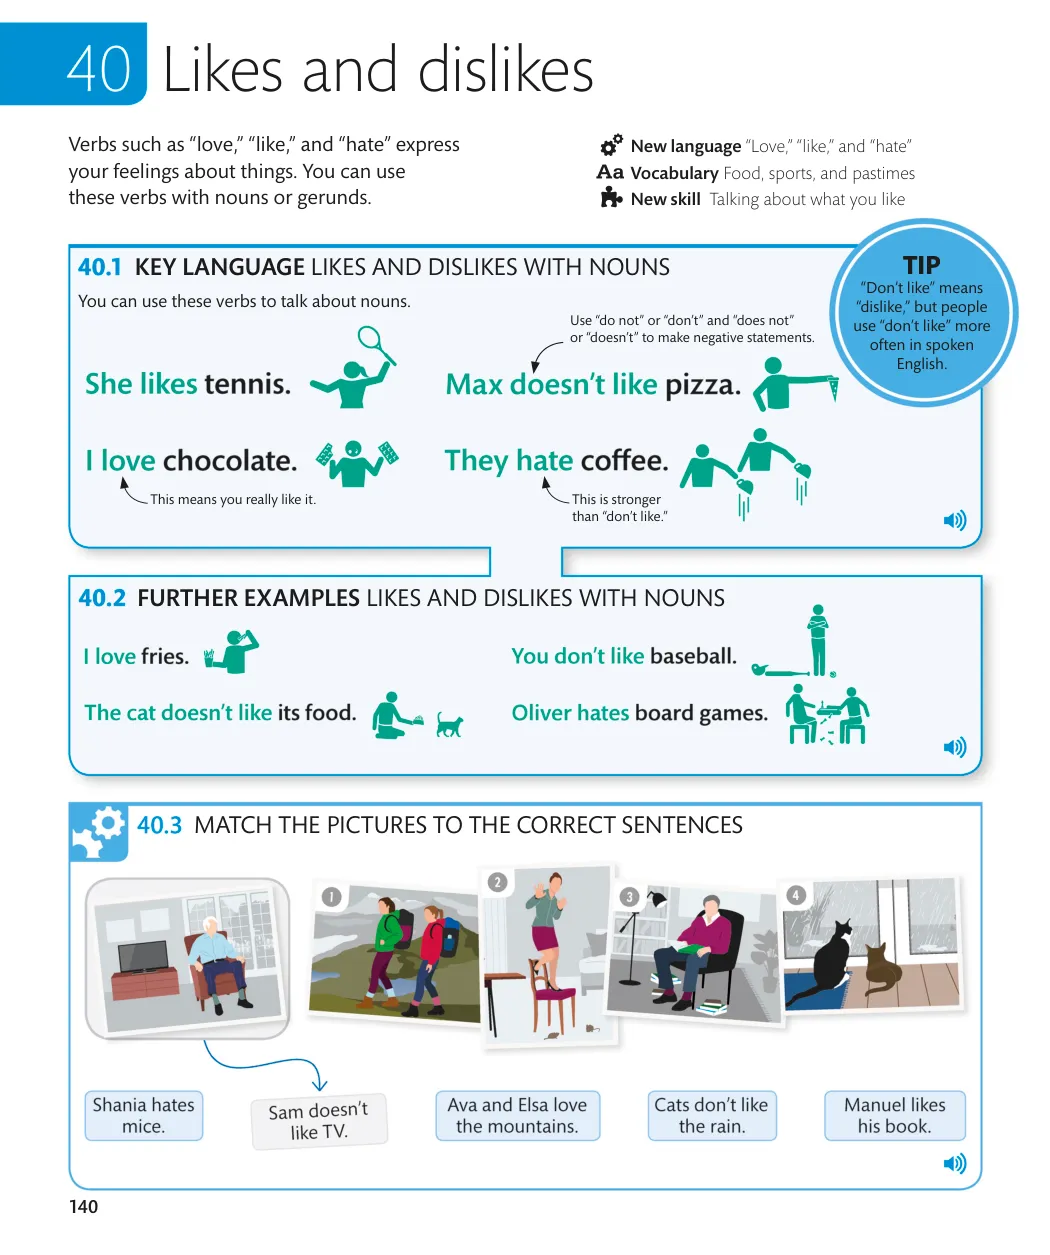 40 Likes and dislikes
Verbs such as “love,” “like,” and “hate” express
your feelings about things. You can use
these verbs with nouns or gerunds.
New language “Love,” “like,” and “hate”
Aa Vocabulary Food, sports, and pastimes
New skill Talking about what you like
40.1 KEY LANGUAGE LIKES AND DISLIKES WITH NOUNS
You can use these verbs to talk about nouns.
TIP
“Don’t like” means
“dislike,” but people
use “don’t like” more
often in spoken
English.
Use “do not” or “don’t” and “does not”
or “doesn’t” to make negative statements.
She likes tennis.
Max doesn’t like pizza.
I love chocolate.
They hate coffee.
This means you really like it.
This is stronger
than “don’t like.”
40.2 FURTHER EXAMPLES LIKES AND DISLIKES WITH NOUNS
I love fries.
You don’t like baseball.
The cat doesn’t like its food.
Oliver hates board games.
40.3 MATCH THE PICTURES TO THE CORRECT SENTENCES
1
2
3
4
Shania hates
mice.
Sam doesn’t
like TV.
Ava and Elsa love
the mountains.
Cats don’t like
the rain.
Manuel likes
his book.
140